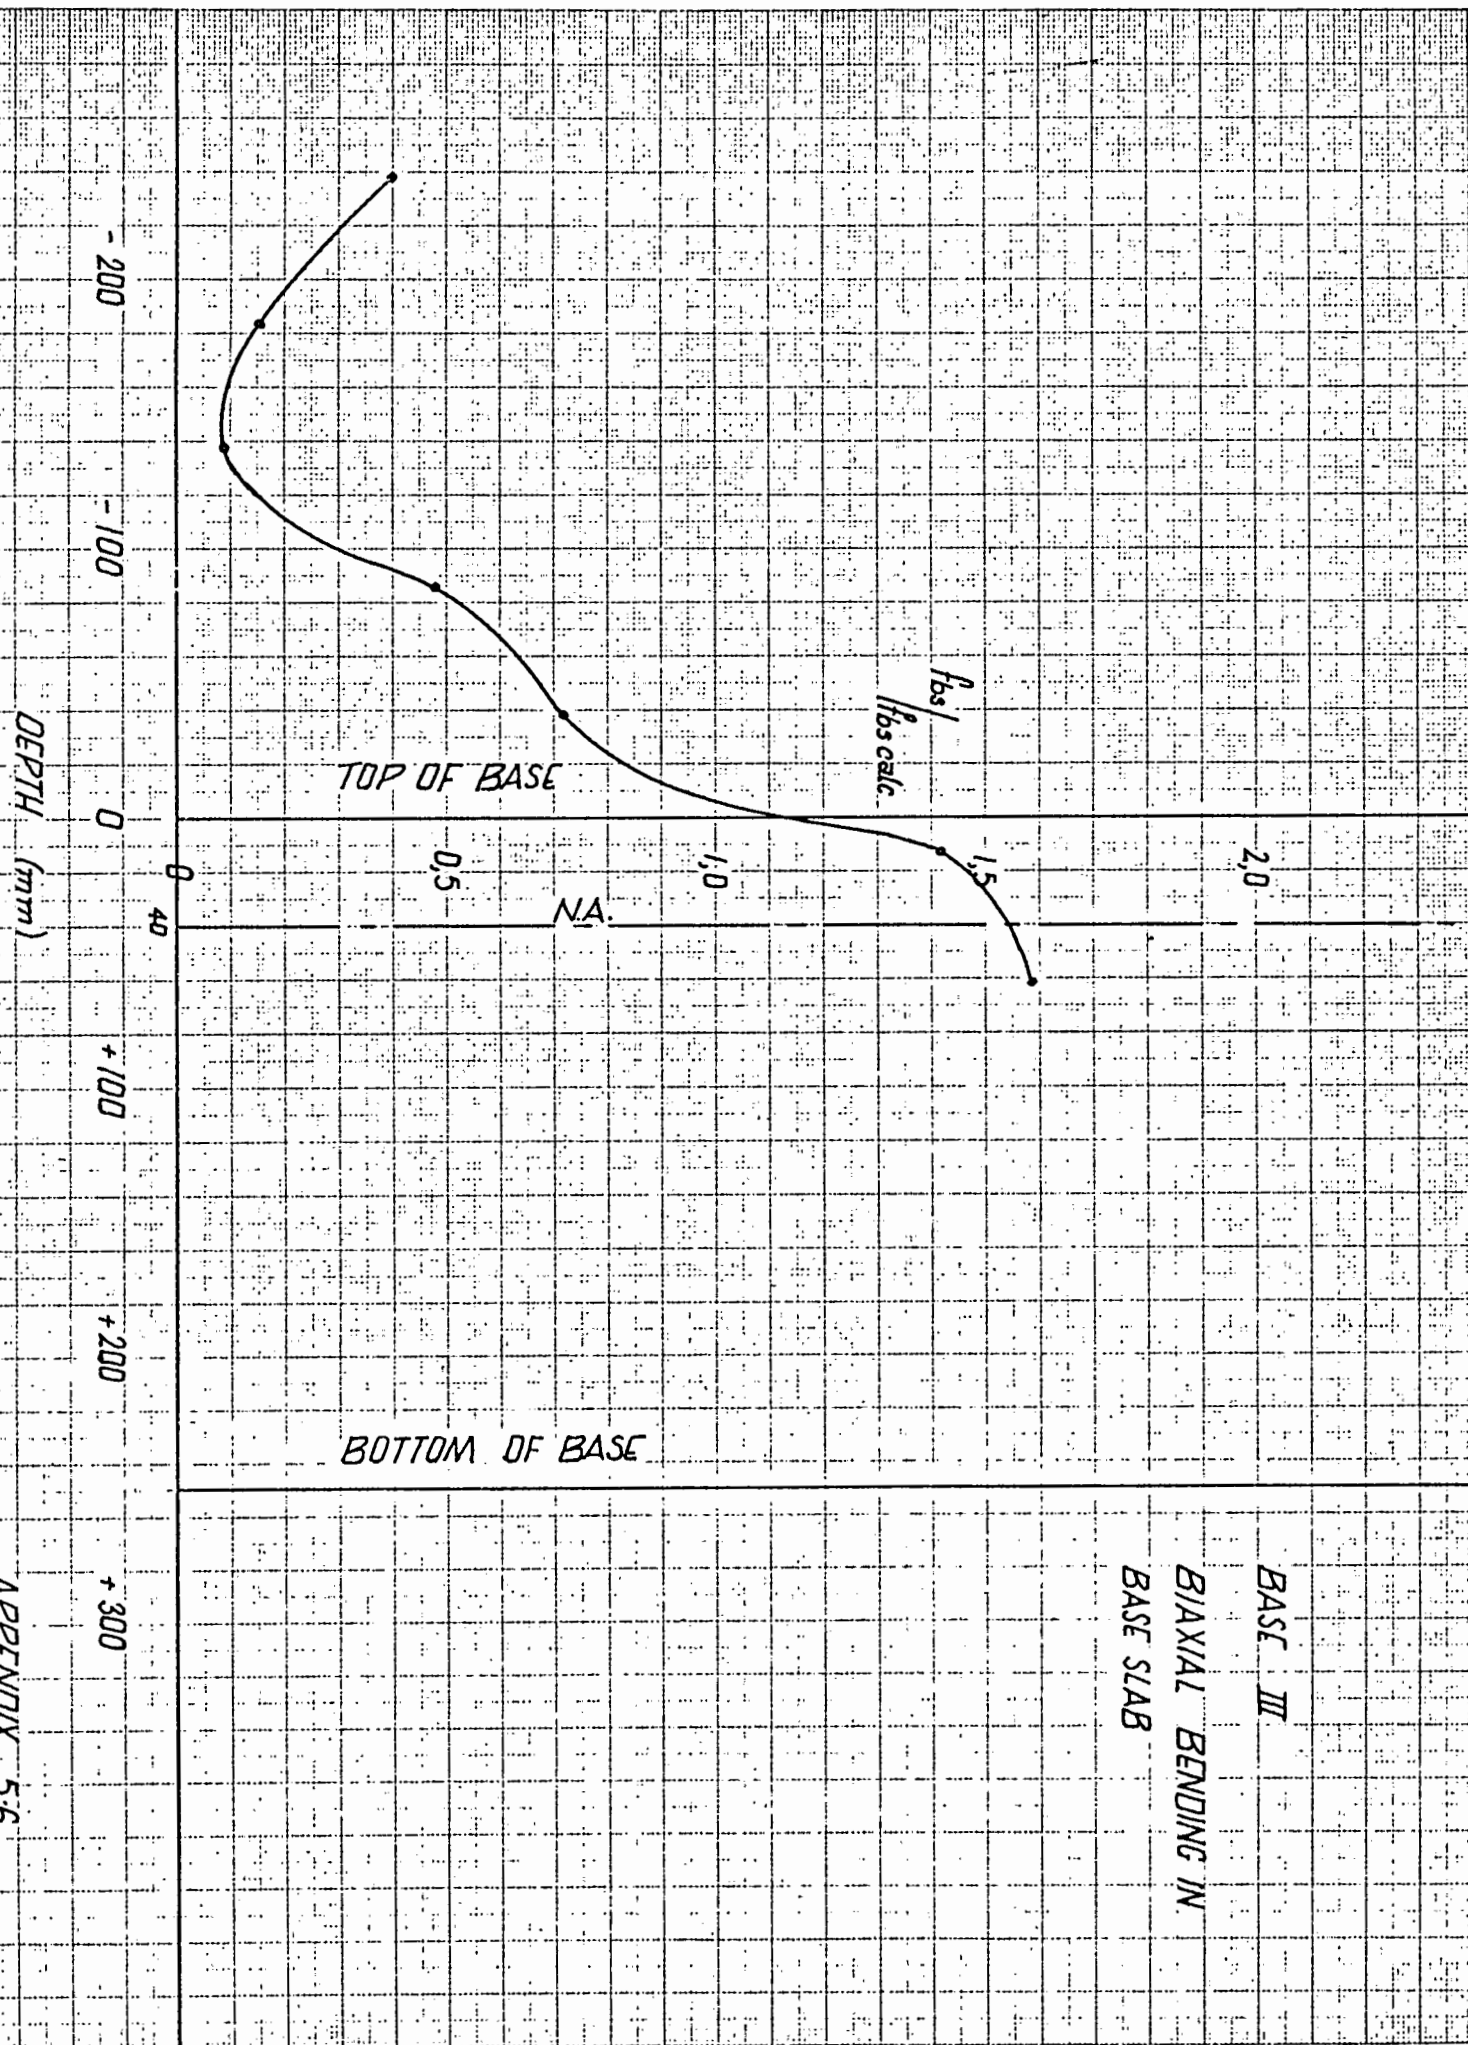 BASE III
BIAXIAL BENDING IN
BASE SLAB
2,0
1,5
1,0
0,5
0
fbs/
fbs calc
TOP OF BASE
N.A.
BOTTOM OF BASE
40
- 200
- 100
0
+ 100
+ 200
+ 300
DEPTH (mm)
APPENDIX 5.6